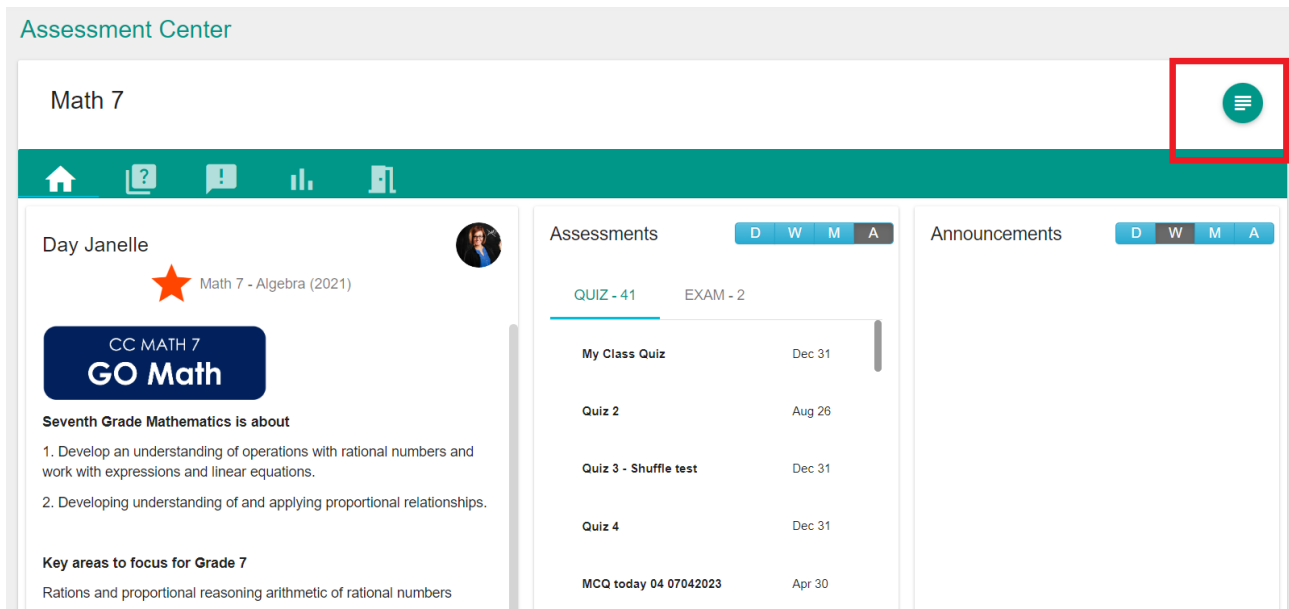 Assessment Center
Math 7
?
!
Day Janelle
Math 7 - Algebra (2021)
CC MATH 7
GO Math
Seventh Grade Mathematics is about
1. Develop an understanding of operations with rational numbers and
work with expressions and linear equations.
2. Developing understanding of and applying proportional relationships.
Key areas to focus for Grade 7
Rations and proportional reasoning arithmetic of rational numbers
Assessments
D W M A
QUIZ - 41 EXAM - 2
My Class Quiz Dec 31
Quiz 2 Aug 26
Quiz 3 - Shuffle test Dec 31
Quiz 4 Dec 31
MCQ today 04 07042023 Apr 30
Announcements
D W M A